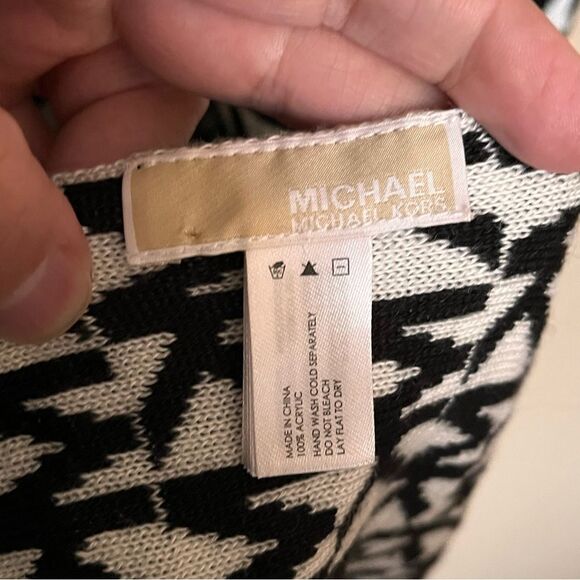 MICHAEL
MICHAEL KORS
MADE IN CHINA
100% ACRYLIC
HAND WASH COLD SEPARATELY
DO NOT BLEACH
LAY FLAT TO DRY